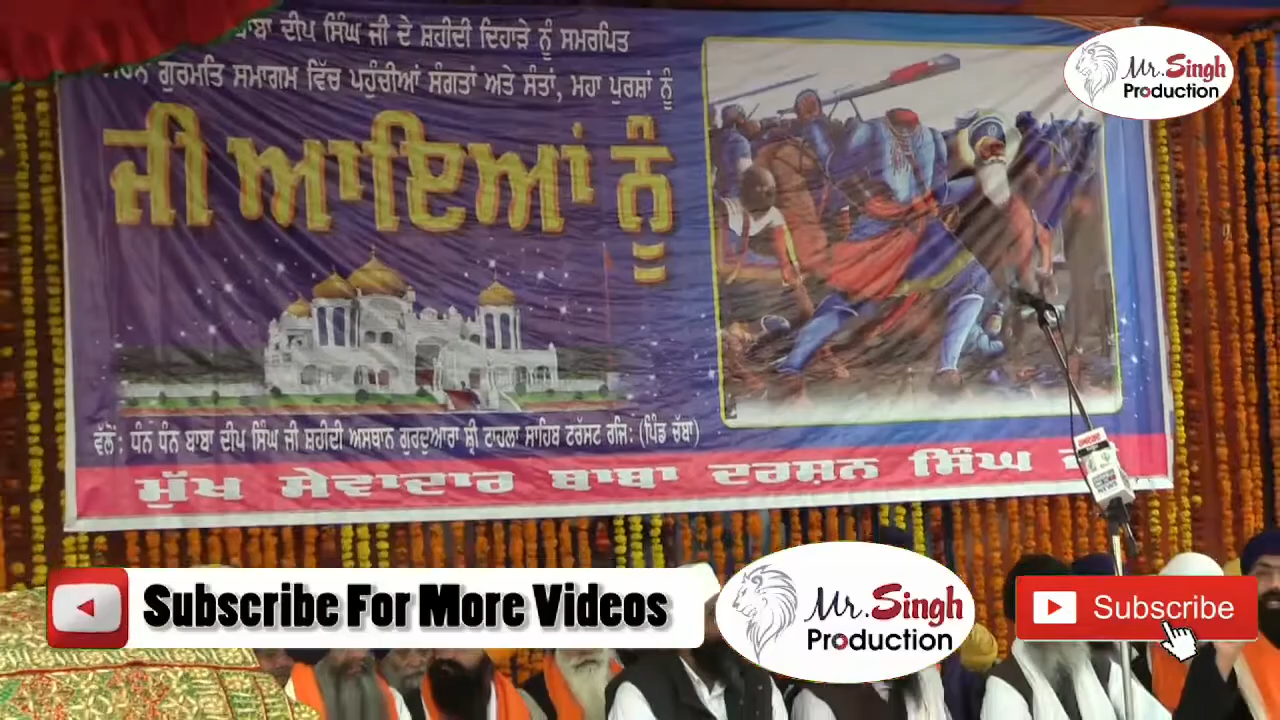 ਬਾਬਾ ਦੀਪ ਸਿੰਘ ਜੀ ਦੇ ਸ਼ਹੀਦੀ ਦਿਹਾੜੇ ਨੂੰ ਸਮਰਪਿਤ
ਗੁਰਮਤਿ ਸਮਾਗਮ ਵਿੱਚ ਪਹੁੰਚੀਆਂ ਸੰਗਤਾਂ ਅਤੇ ਸੰਤਾਂ, ਮਹਾ ਪੁਰਸ਼ਾਂ ਨੂੰ
ਜੀ ਆਇਆਂ ਨੂੰ
ਵੱਲੋਂ: ਧੰਨ ਧੰਨ ਬਾਬਾ ਦੀਪ ਸਿੰਘ ਜੀ ਸ਼ਹੀਦੀ ਅਸਥਾਨ ਗੁਰਦੁਆਰਾ ਸ਼੍ਰੀ ਟਾਹਲਾ ਸਾਹਿਬ ਟਰੱਸਟ ਰਜਿ: (ਪਿੰਡ ਚੱਬਾ)
ਮੁੱਖ ਸੇਵਾਦਾਰ ਬਾਬਾ ਦਰਸ਼ਨ ਸਿੰਘ
Mr.Singh
Production
NEWS
Subscribe For More Videos
Mr.Singh
Production
Subscribe